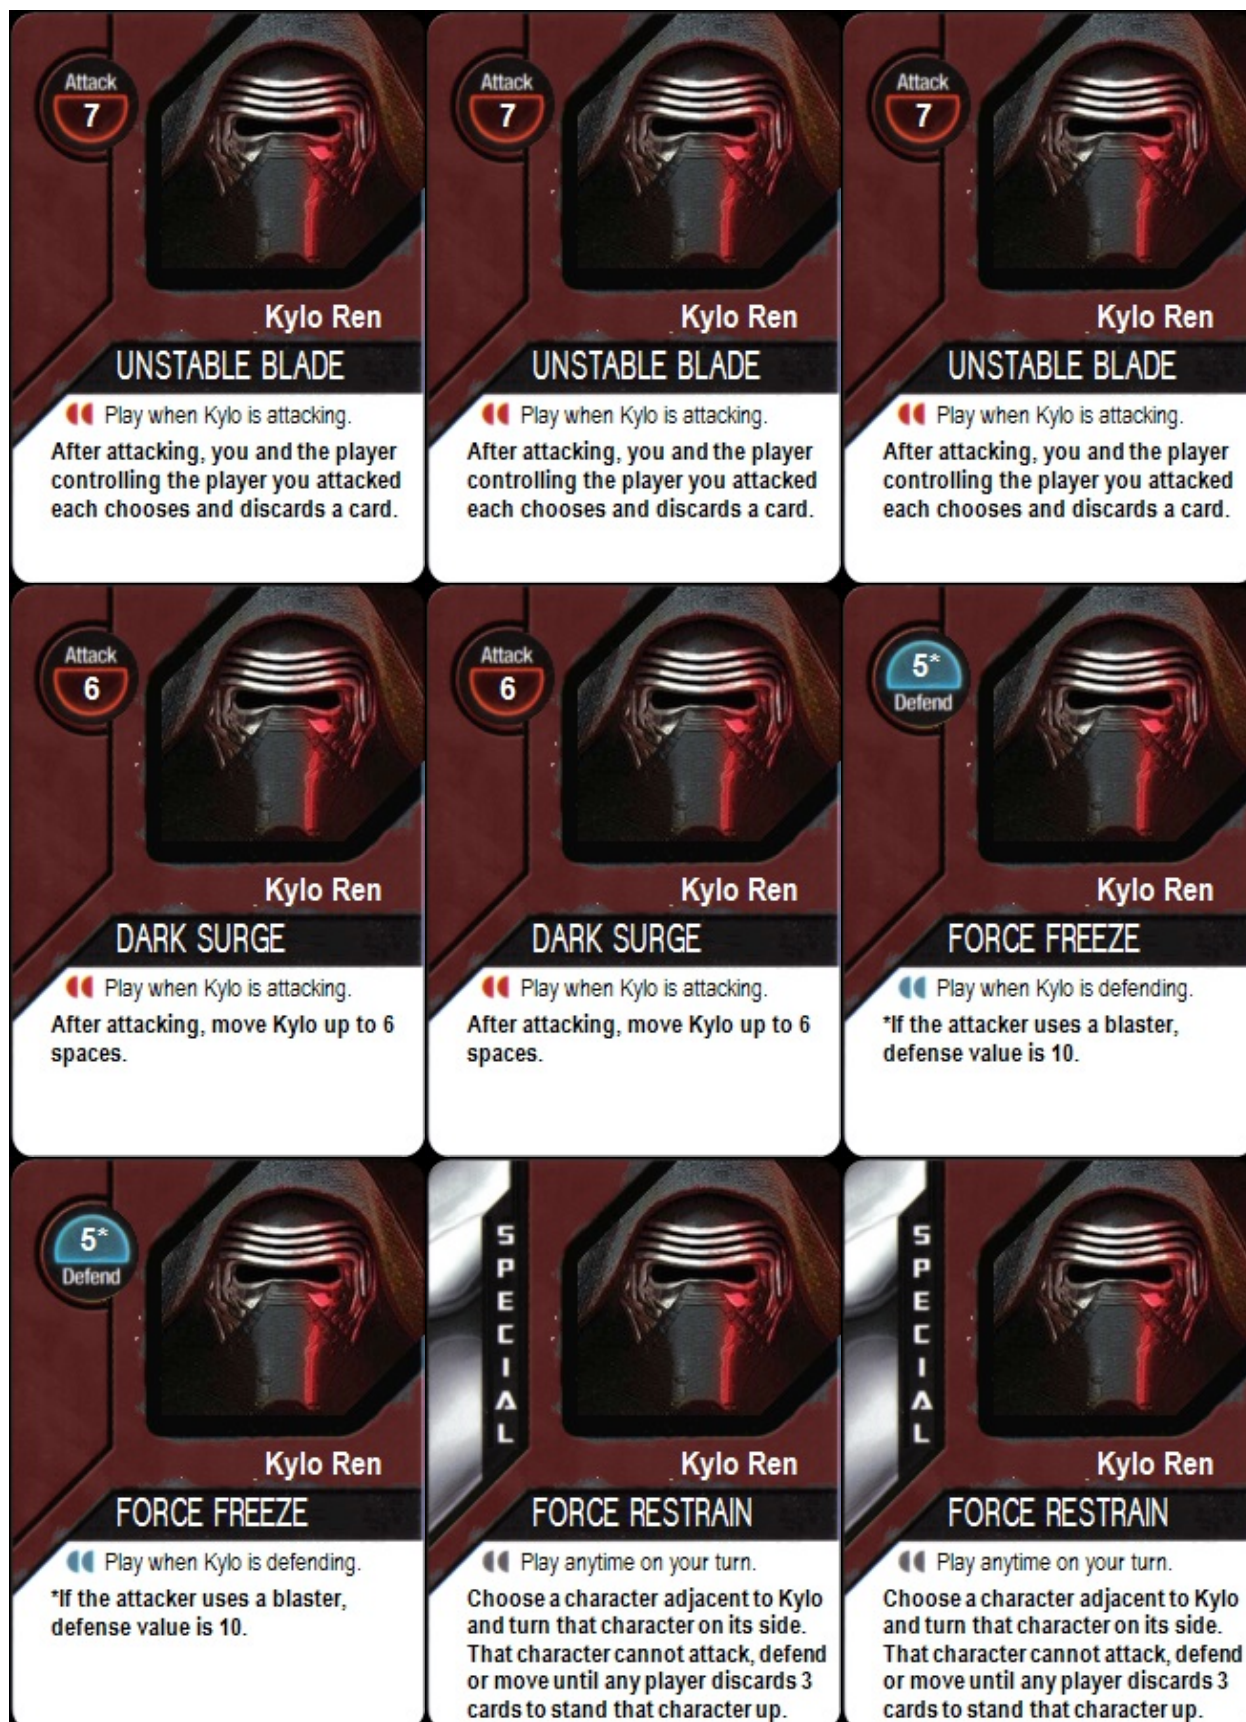 Attack
7
Kylo Ren
UNSTABLE BLADE
Play when Kylo is attacking.
After attacking, you and the player
controlling the player you attacked
each chooses and discards a card.
Attack
7
Kylo Ren
UNSTABLE BLADE
Play when Kylo is attacking.
After attacking, you and the player
controlling the player you attacked
each chooses and discards a card.
Attack
7
Kylo Ren
UNSTABLE BLADE
Play when Kylo is attacking.
After attacking, you and the player
controlling the player you attacked
each chooses and discards a card.
Attack
6
Kylo Ren
DARK SURGE
Play when Kylo is attacking.
After attacking, move Kylo up to 6
spaces.
Attack
6
Kylo Ren
DARK SURGE
Play when Kylo is attacking.
After attacking, move Kylo up to 6
spaces.
5*
Defend
Kylo Ren
FORCE FREEZE
Play when Kylo is defending.
*If the attacker uses a blaster,
defense value is 10.
5*
Defend
Kylo Ren
FORCE FREEZE
Play when Kylo is defending.
*If the attacker uses a blaster,
defense value is 10.
SPECIAL
Kylo Ren
FORCE RESTRAIN
Play anytime on your turn.
Choose a character adjacent to Kylo
and turn that character on its side.
That character cannot attack, defend
or move until any player discards 3
cards to stand that character up.
SPECIAL
Kylo Ren
FORCE RESTRAIN
Play anytime on your turn.
Choose a character adjacent to Kylo
and turn that character on its side.
That character cannot attack, defend
or move until any player discards 3
cards to stand that character up.